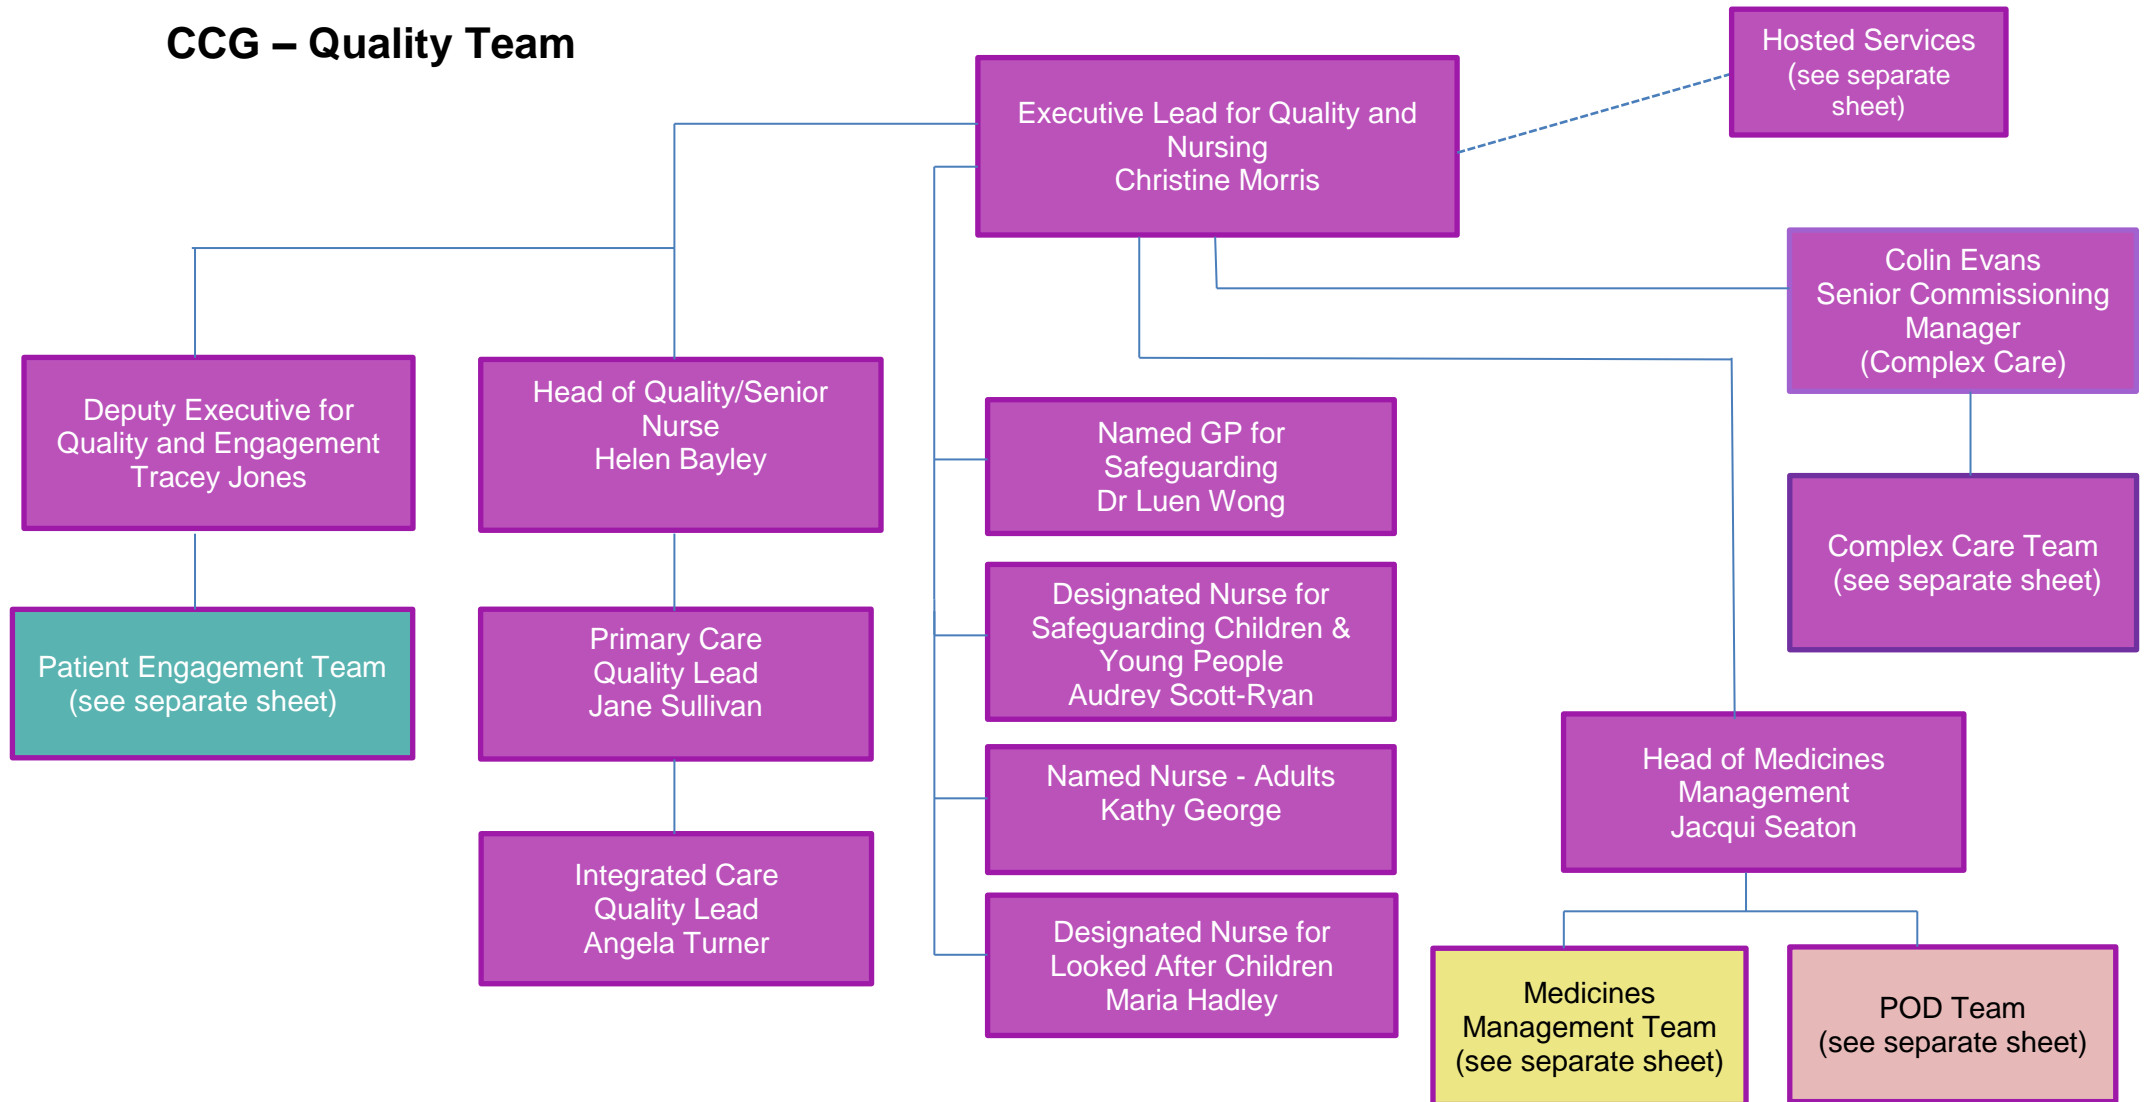 CCG – Quality Team
Hosted Services
(see separate
sheet)
Executive Lead for Quality and
Nursing
Christine Morris
Colin Evans
Senior Commissioning
Manager
(Complex Care)
Deputy Executive for
Quality and Engagement
Tracey Jones
Head of Quality/Senior
Nurse
Helen Bayley
Named GP for
Safeguarding
Dr Luen Wong
Complex Care Team
(see separate sheet)
Designated Nurse for
Safeguarding Children &
Young People
Audrey Scott-Ryan
Patient Engagement Team
(see separate sheet)
Primary Care
Quality Lead
Jane Sullivan
Named Nurse - Adults
Kathy George
Head of Medicines
Management
Jacqui Seaton
Integrated Care
Quality Lead
Angela Turner
Designated Nurse for
Looked After Children
Maria Hadley
Medicines
Management Team
(see separate sheet)
POD Team
(see separate sheet)